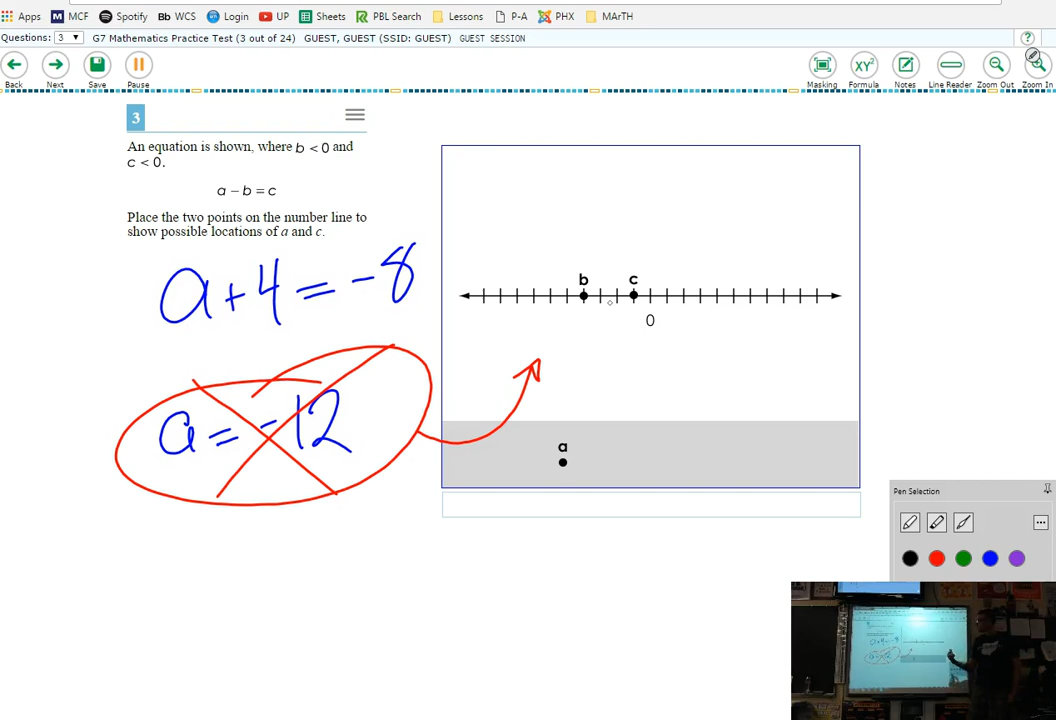 Apps MCF Spotify Bb WCS Login UP Sheets PBL Search Lessons P-A PHX MArTH
Questions: 3 G7 Mathematics Practice Test (3 out of 24) GUEST, GUEST (SSID: GUEST) GUEST SESSION ?
Back Next Save Pause XY² Masking Formula Notes Line Reader Zoom Out Zoom In
3
An equation is shown, where b < 0 and
c < 0.
a − b = c
Place the two points on the number line to
show possible locations of a and c.
a + 4 = -8
a = -12
b c
0
a
Pen Selection